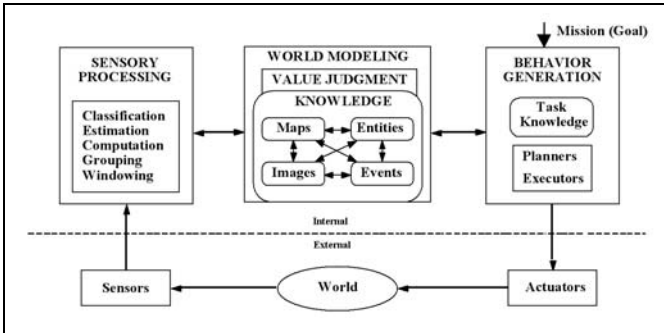 Mission (Goal)
SENSORY
PROCESSING
Classification
Estimation
Computation
Grouping
Windowing
WORLD MODELING
VALUE JUDGMENT
KNOWLEDGE
Maps
Entities
Images
Events
BEHAVIOR
GENERATION
Task
Knowledge
Planners
Executors
Internal
External
Sensors
World
Actuators